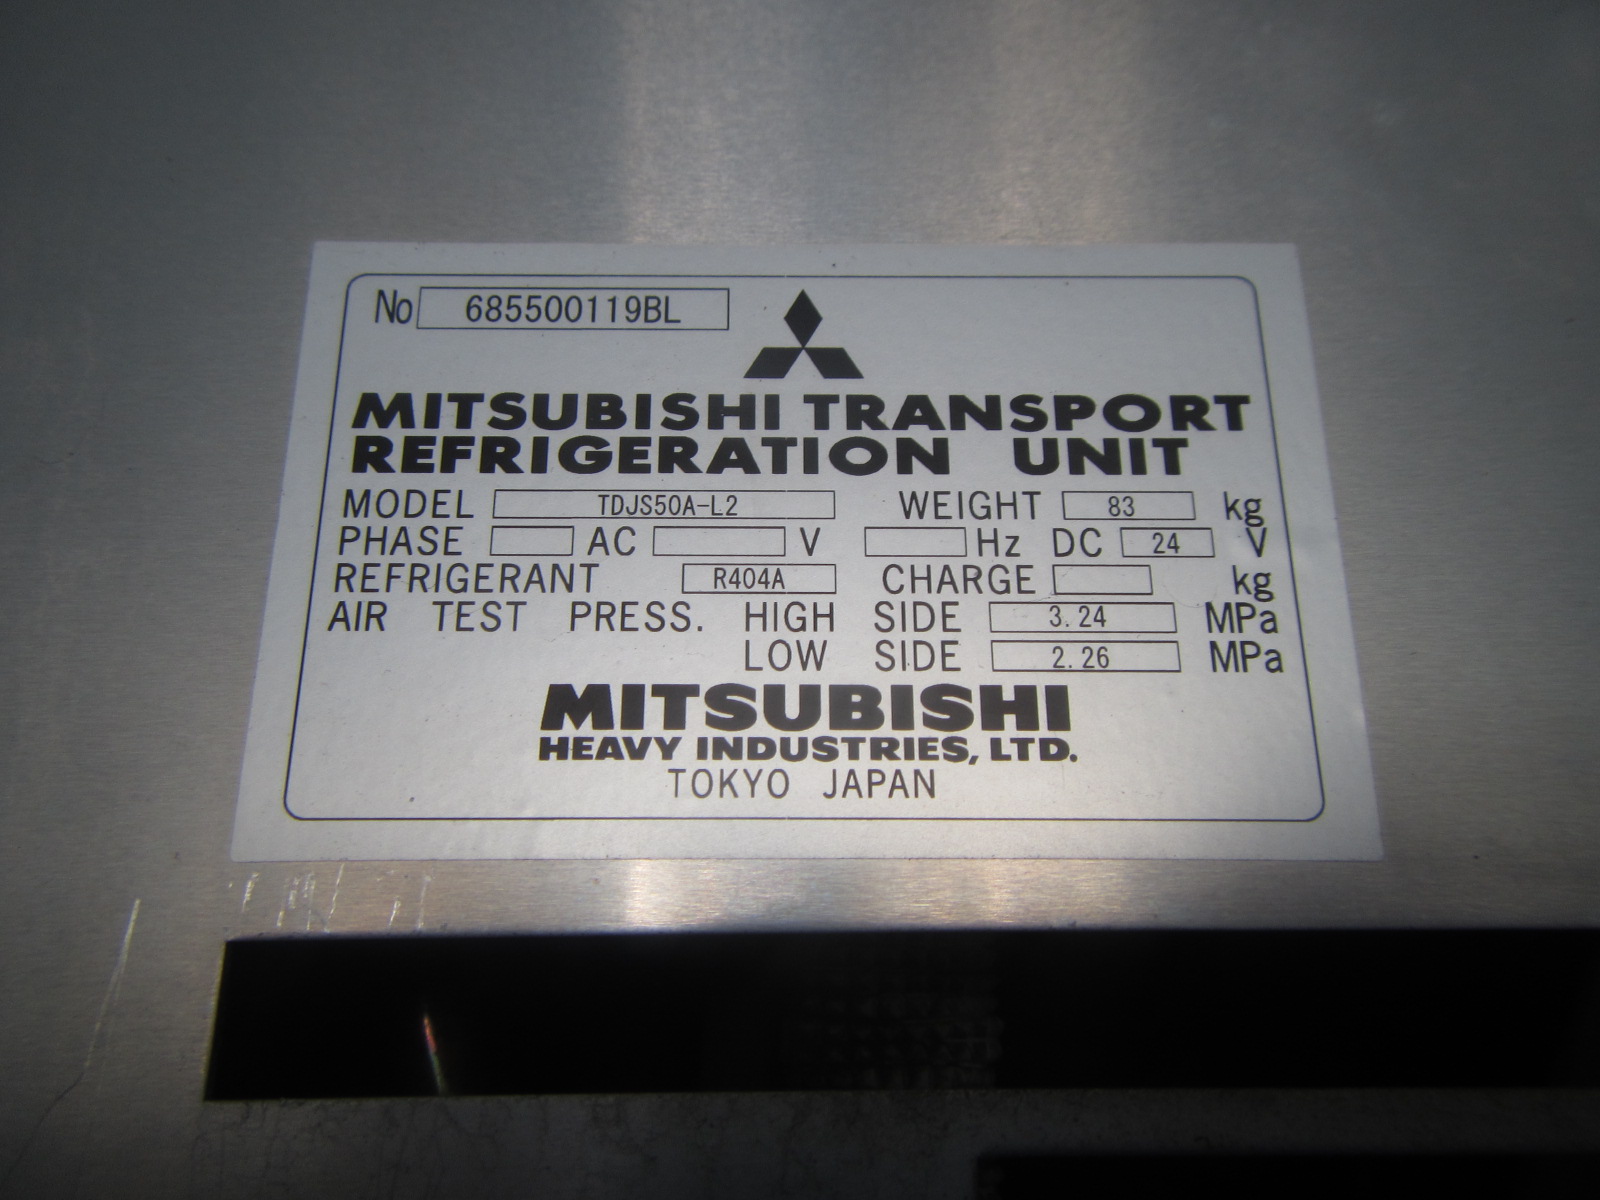 No 685500119BL
MITSUBISHI TRANSPORT
REFRIGERATION UNIT
MODEL TDJS50A-L2 WEIGHT 83 kg
PHASE AC V Hz DC 24 V
REFRIGERANT R404A CHARGE kg
AIR TEST PRESS. HIGH SIDE 3.24 MPa
LOW SIDE 2.26 MPa
MITSUBISHI
HEAVY INDUSTRIES, LTD.
TOKYO JAPAN